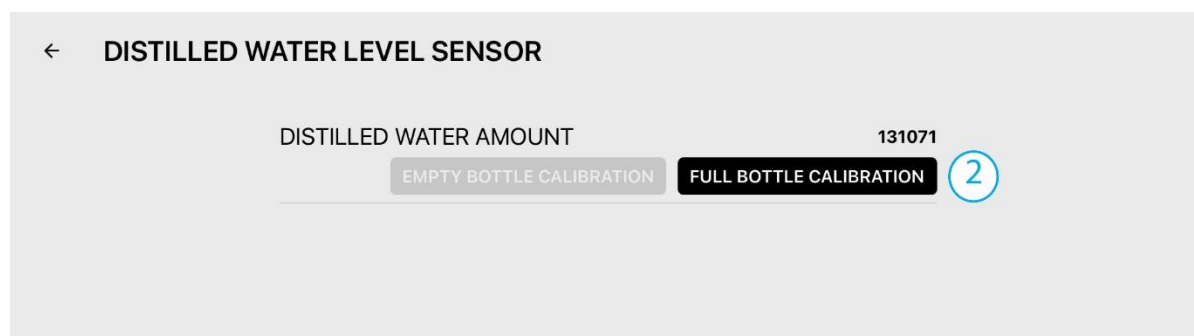 ← DISTILLED WATER LEVEL SENSOR
DISTILLED WATER AMOUNT 131071
EMPTY BOTTLE CALIBRATION FULL BOTTLE CALIBRATION 2